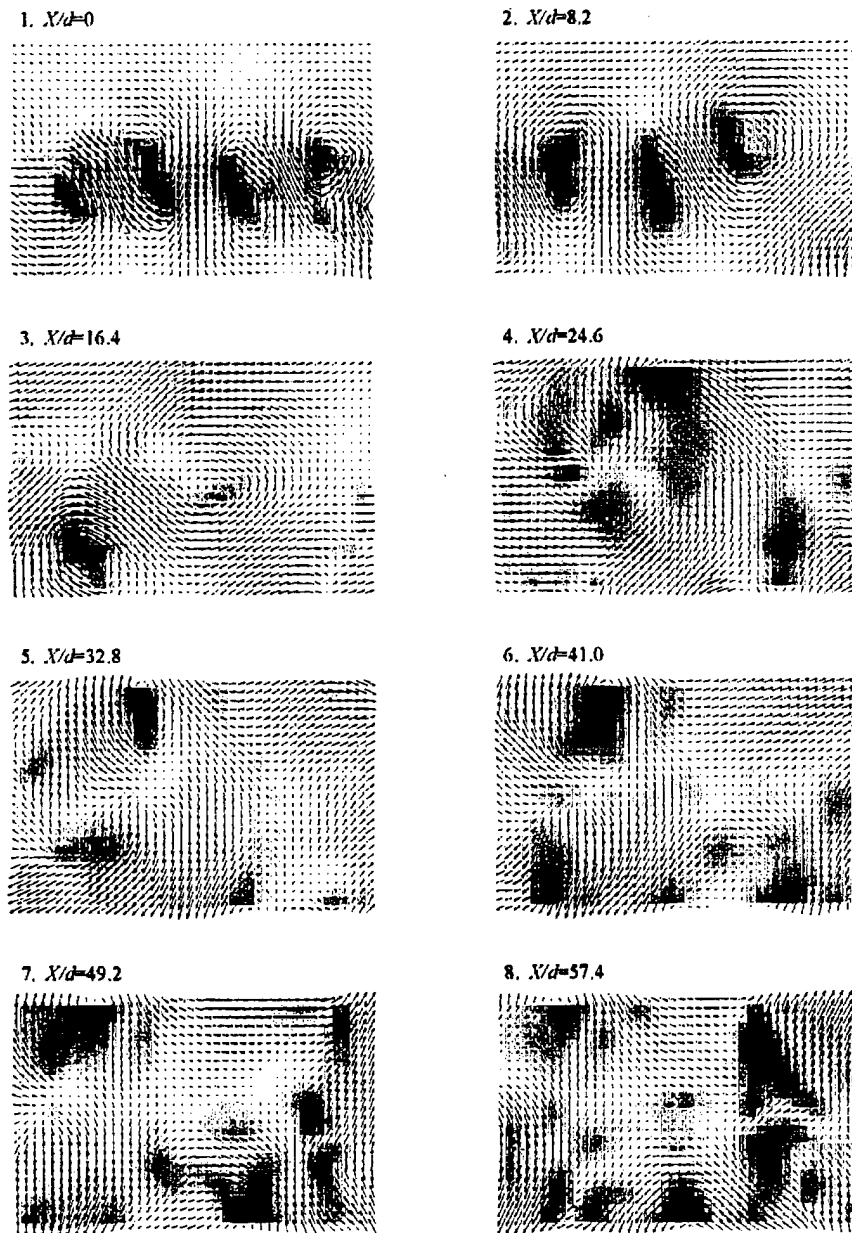 1. X/d=0
2. X/d=8.2
3. X/d=16.4
4. X/d=24.6
5. X/d=32.8
6. X/d=41.0
7. X/d=49.2
8. X/d=57.4